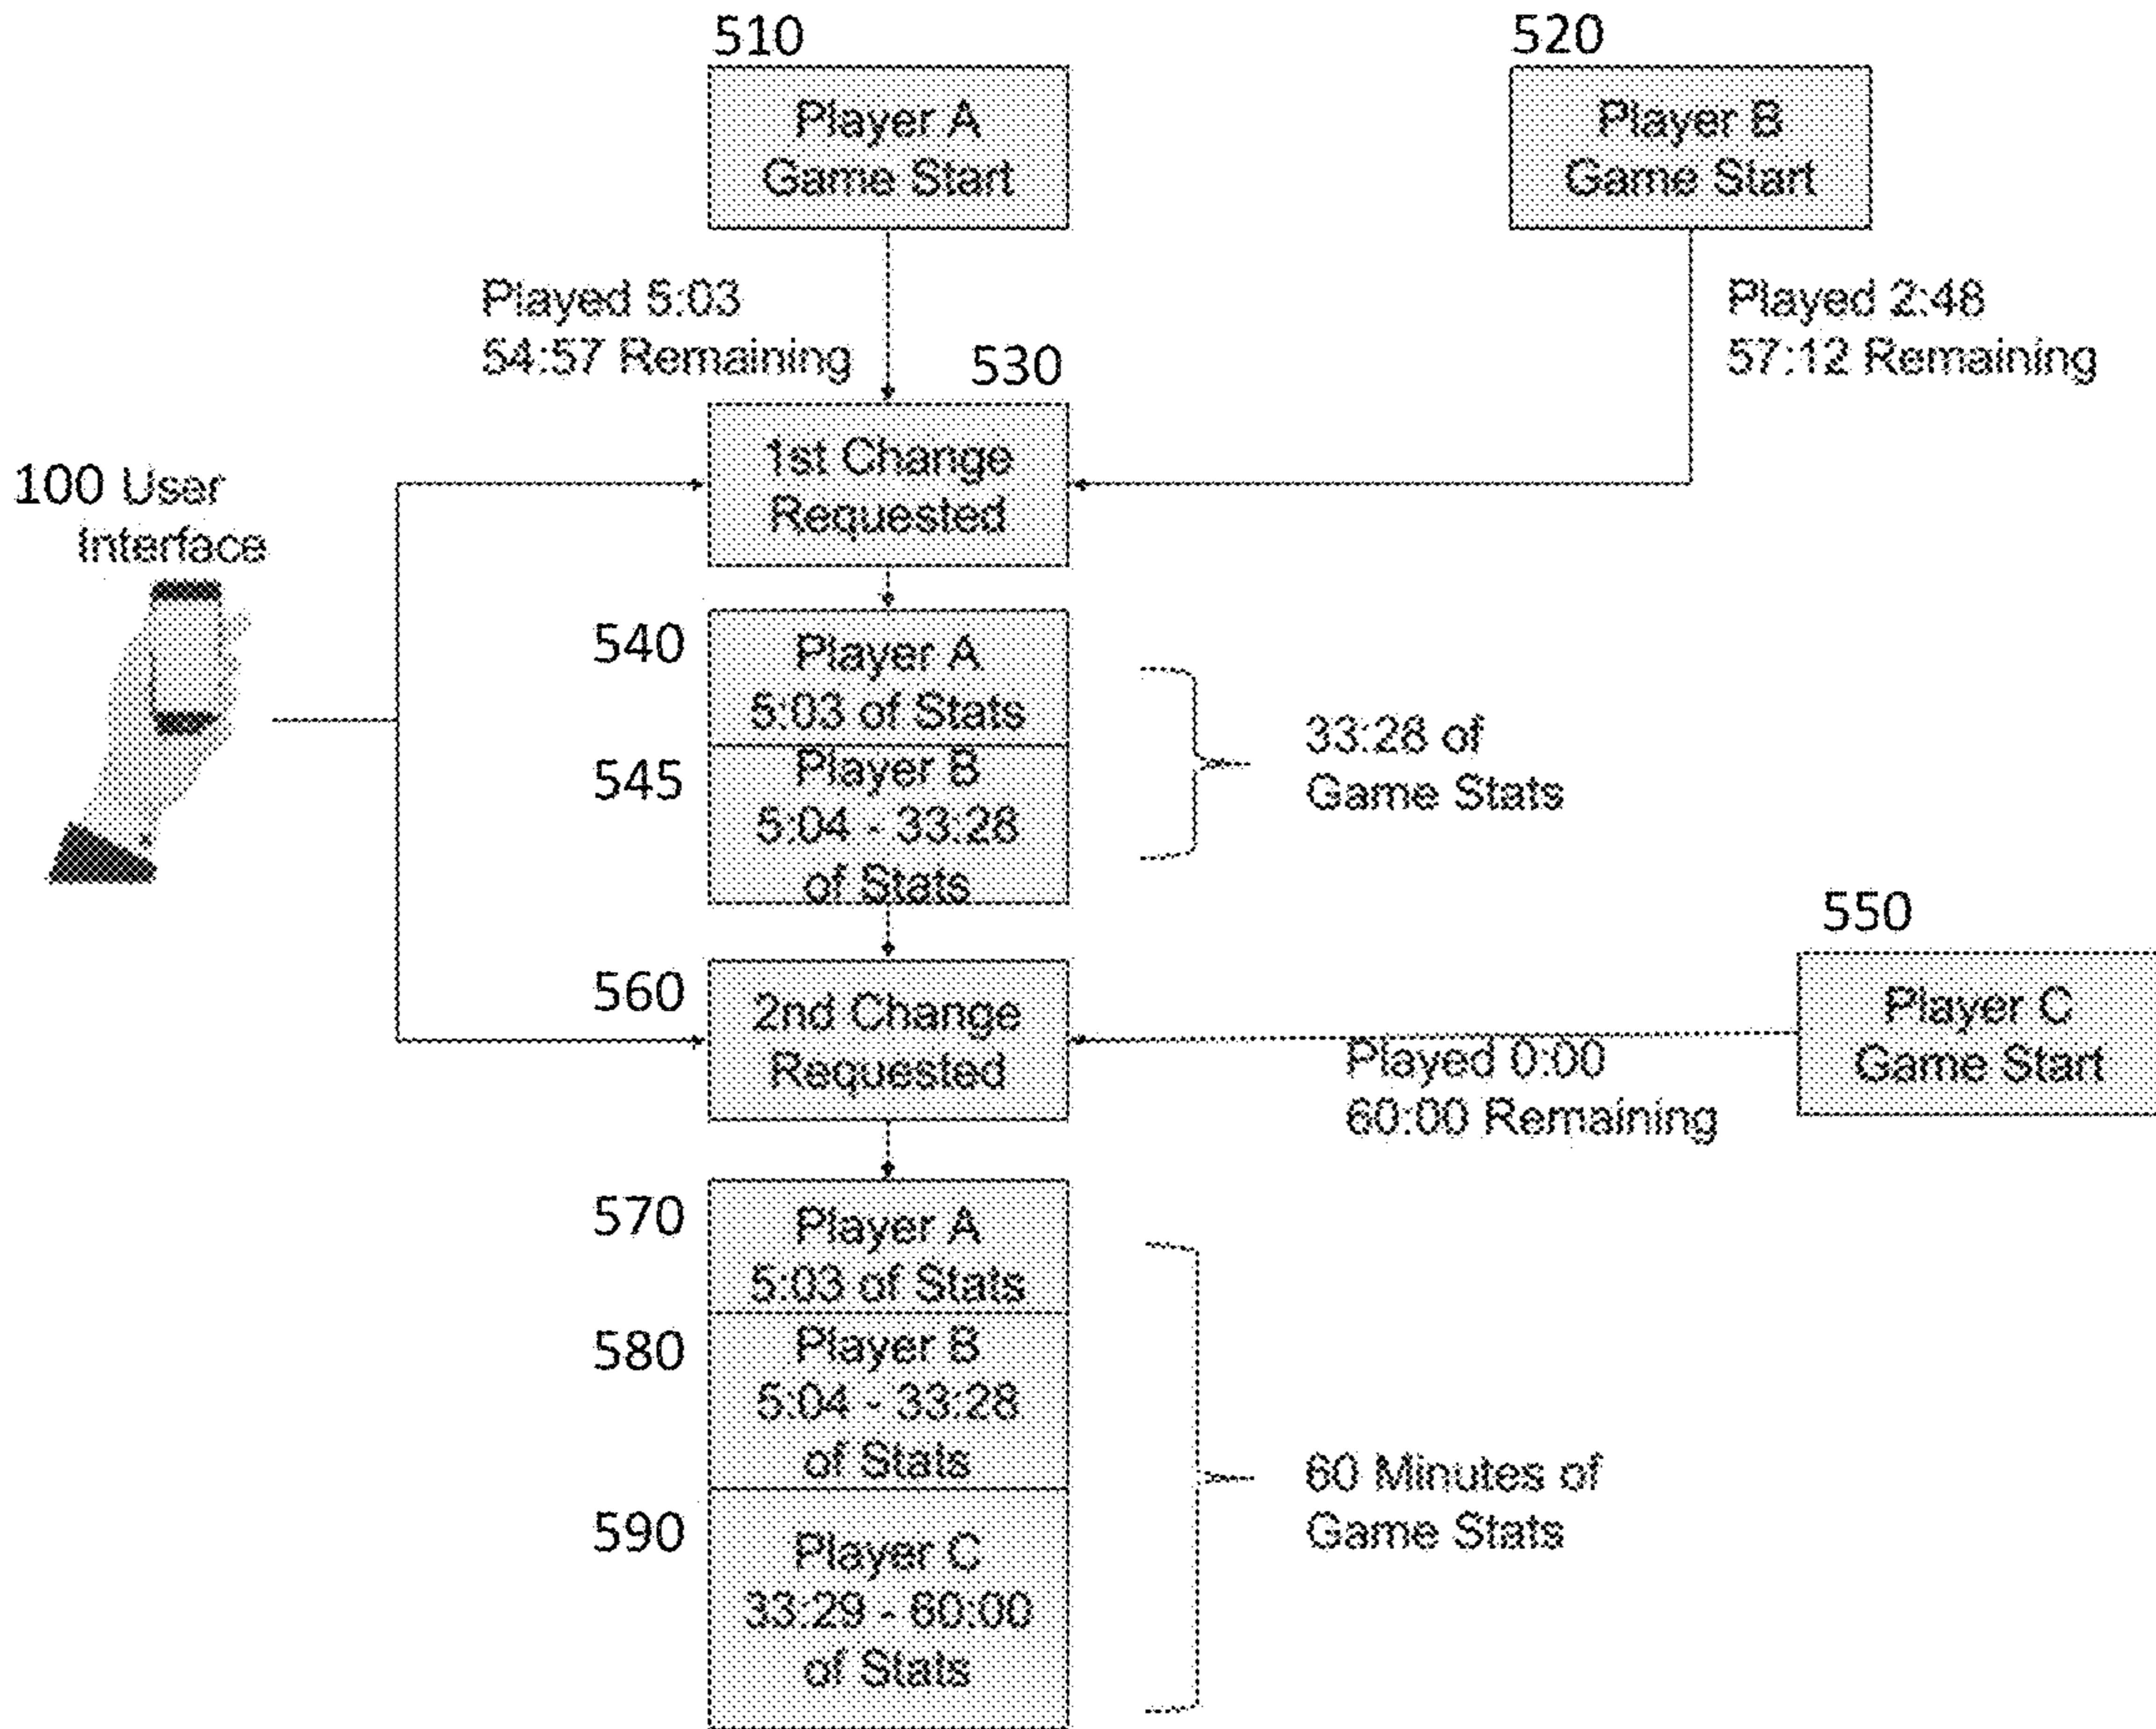 510
Player A
Game Start
520
Player B
Game Start
Played 5:03
54:57 Remaining
Played 2:48
57:12 Remaining
530
1st Change
Requested
100 User
Interface
540
Player A
5:03 of Stats
545
Player B
5:04 - 33:28
of Stats
33:28 of
Game Stats
550
Player C
Game Start
560
2nd Change
Requested
Played 0:00
60:00 Remaining
570
Player A
5:03 of Stats
580
Player B
5:04 - 33:28
of Stats
590
Player C
33:29 - 60:00
of Stats
60 Minutes of
Game Stats